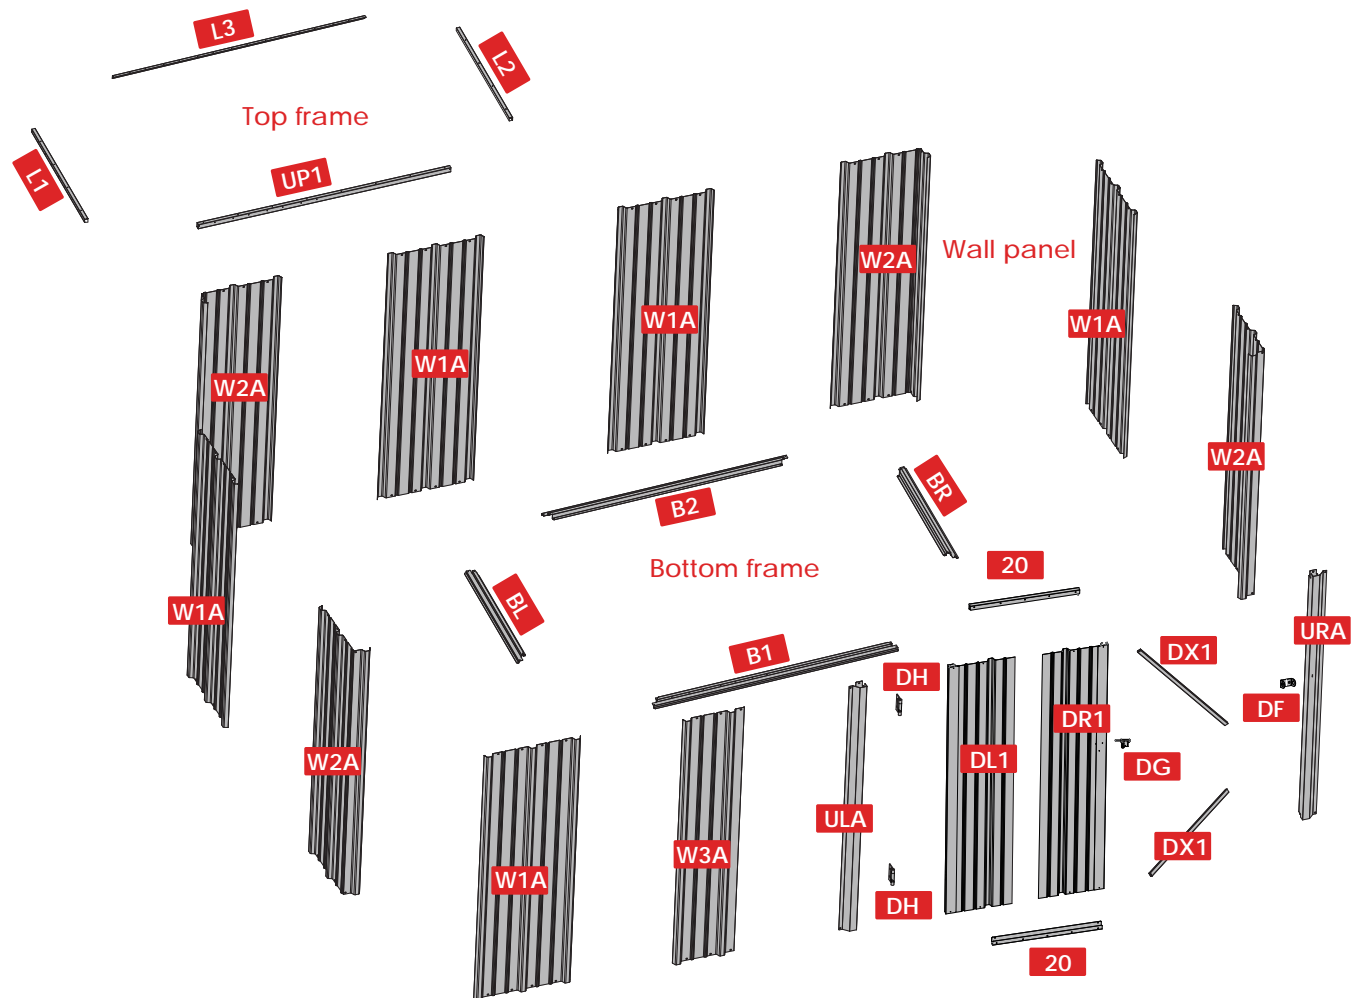 L3
L2
Top frame
L1
UP1
W2A
W1A
W1A
W2A
Wall panel
W1A
W2A
W1A
B2
BR
Bottom frame
20
BL
B1
DH
DX1
URA
DF
DR1
DL1
DG
W2A
ULA
W3A
DX1
W1A
DH
20